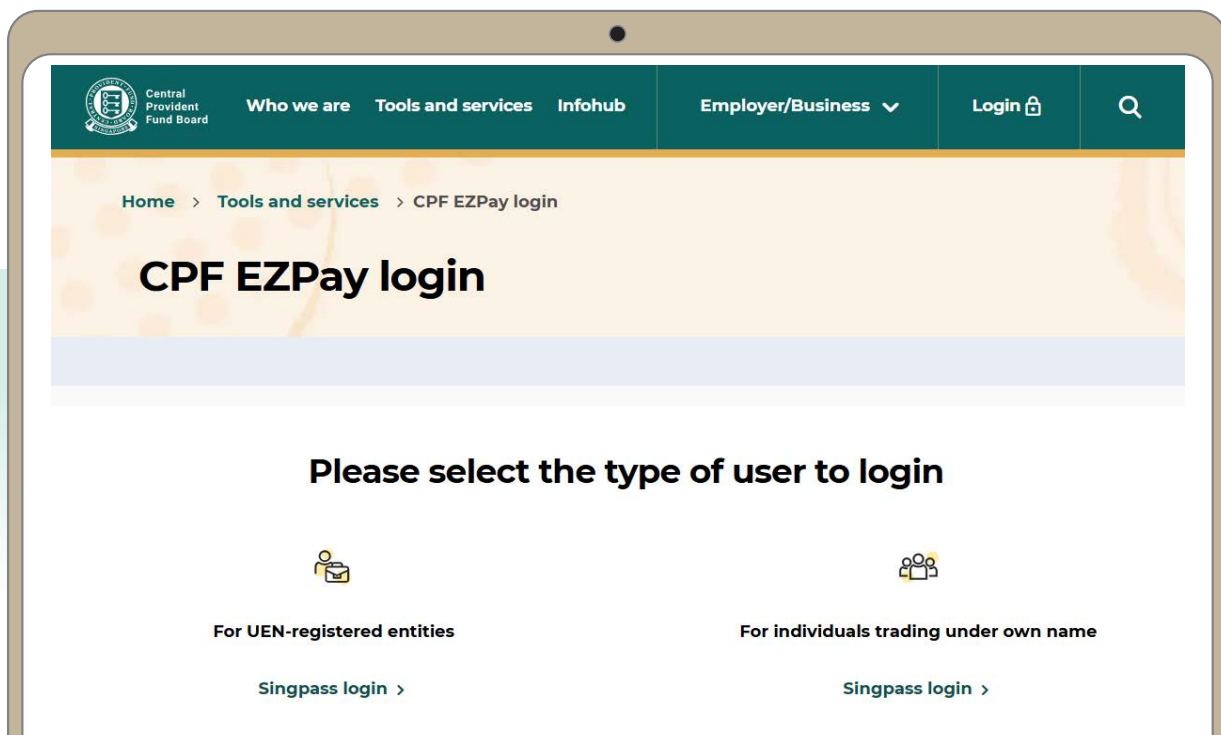 Central
Provident
Fund Board
Who we are Tools and services Infohub Employer/Business Login
Home > Tools and services > CPF EZPay login
CPF EZPay login
Please select the type of user to login
For UEN-registered entities For individuals trading under own name
Singpass login > Singpass login >